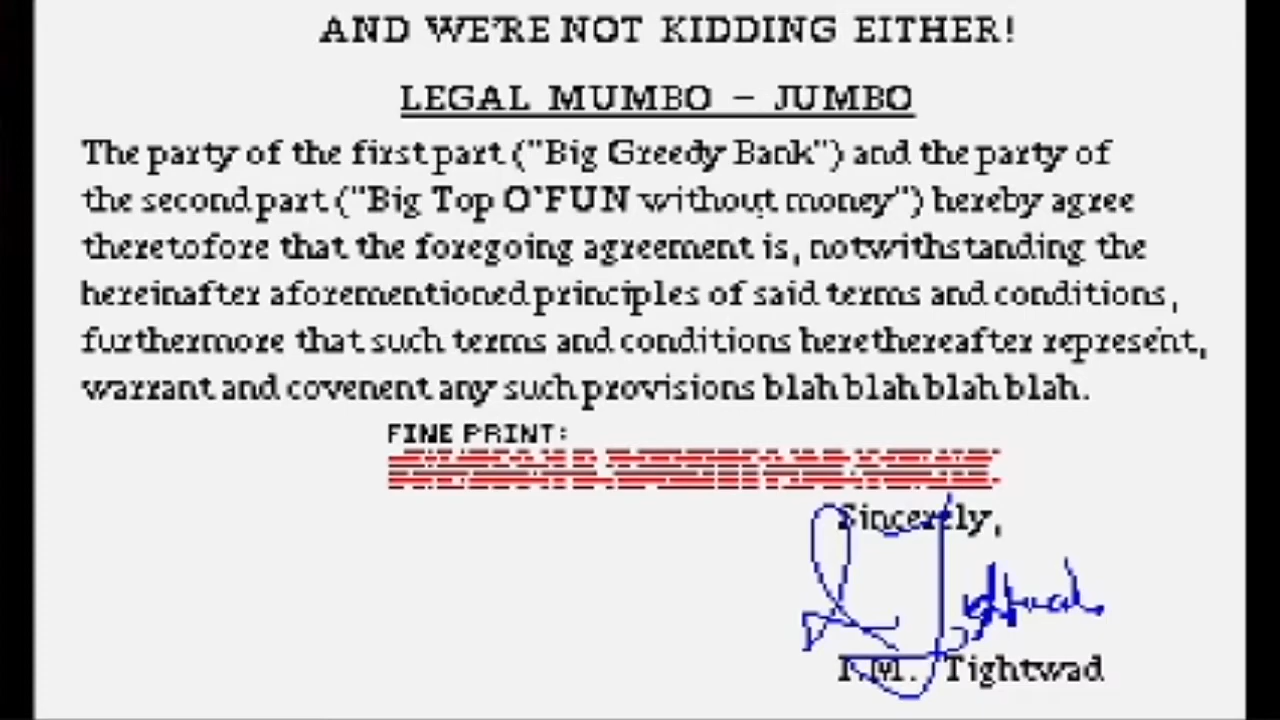 AND WE'RE NOT KIDDING EITHER!
LEGAL MUMBO - JUMBO
The party of the first part ("Big Greedy Bank") and the party of
the second part ("Big Top O'FUN without money") hereby agree
theretofore that the foregoing agreement is, notwithstanding the
hereinafter aforementioned principles of said terms and conditions,
furthermore that such terms and conditions herethereafter represent,
warrant and covenent any such provisions blah blah blah blah.
FINE PRINT:
Sincerely,
I.M. Tightwad